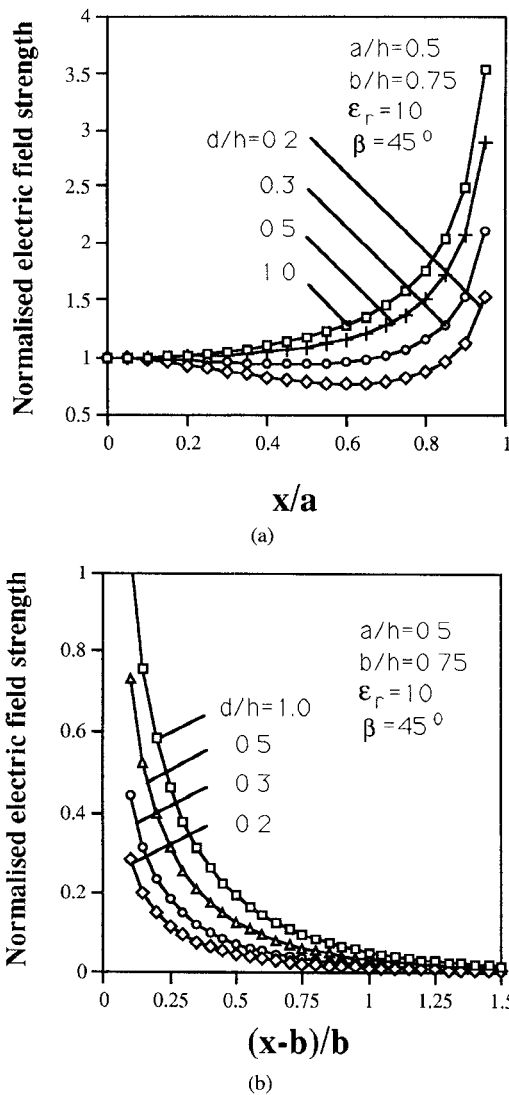 4
3.5
3
2.5
2
1.5
1
0.5
Normalised electric field strength
a/h=0.5
b/h=0.75
εr=10
β=45°
d/h=0 2
0.3
0 5
1 0
0 0.2 0.4 0.6 0.8 1
x/a
(a)
1
0.8
0.6
0.4
0.2
0
Normalised electric field strength
a/h=0 5
b/h=0 75
εr=10
β=45°
d/h=1.0
0 5
0 3
0 2
0 0.25 0.5 0.75 1 1.25 1.5
(x-b)/b
(b)